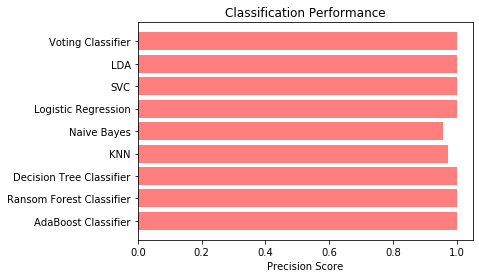 Classification Performance
Voting Classifier
LDA
SVC
Logistic Regression
Naive Bayes
KNN
Decision Tree Classifier
Ransom Forest Classifier
AdaBoost Classifier
0.0 0.2 0.4 0.6 0.8 1.0
Precision Score